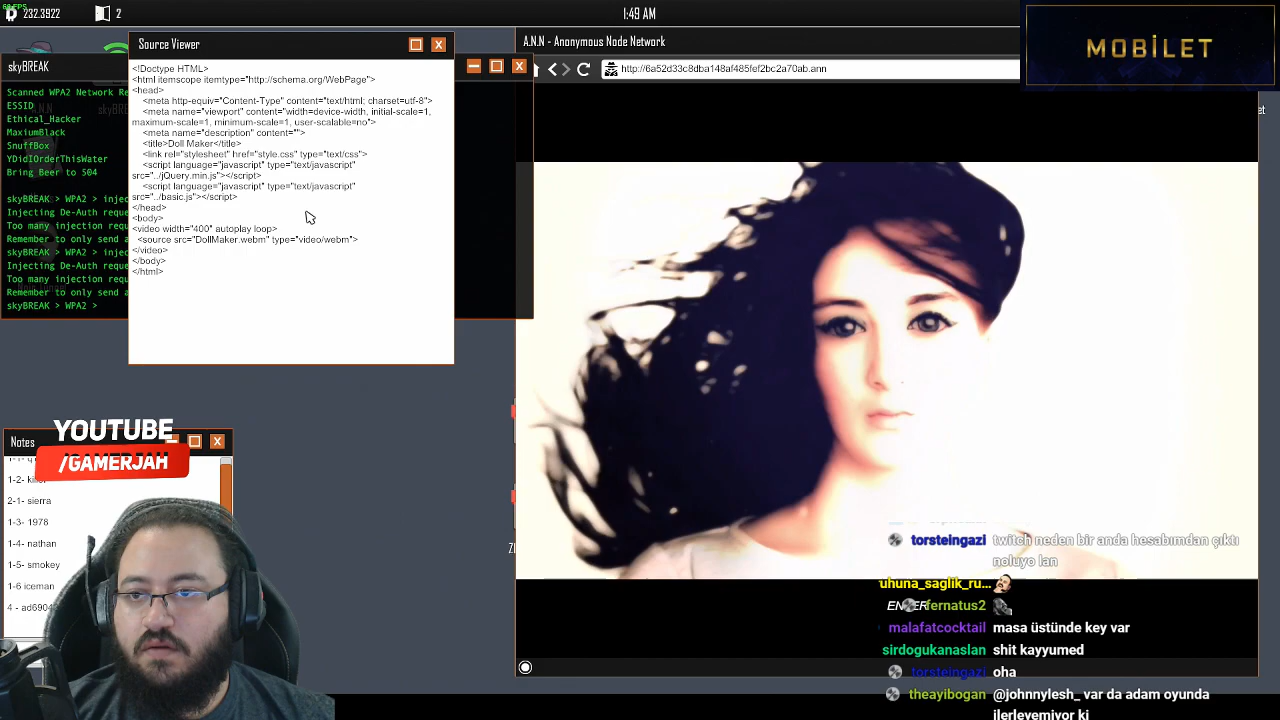 68 FPS
232.3922
2
1:49 AM
MOBİLET
Source Viewer
<!Doctype HTML>
<html itemscope itemtype="http://schema.org/WebPage">
<head>
<meta http-equiv="Content-Type" content="text/html; charset=utf-8">
<meta name="viewport" content="width=device-width, initial-scale=1,
maximum-scale=1, minimum-scale=1, user-scalable=no">
<meta name="description" content="">
<title>Doll Maker</title>
<link rel="stylesheet" href="style.css" type="text/css">
<script language="javascript" type="text/javascript"
src="../jQuery.min.js"></script>
<script language="javascript" type="text/javascript"
src="../basic.js"></script>
</head>
<body>
<video width="400" autoplay loop>
<source src="DollMaker.webm" type="video/webm">
</video>
</body>
</html>
skyBREAK
Scanned WPA2 Network Re
ESSID
Ethical_Hacker
MaxiumBlack
SnuffBox
YDidIOrderThisWater
Bring Beer to 504
skyBREAK > WPA2 > injec
Injecting De-Auth reque
Too many injection requ
Remember to only send a
skyBREAK > WPA2 > injec
Injecting De-Auth reque
Too many injection requ
Remember to only send a
skyBREAK > WPA2 >
A.N.N - Anonymous Node Network
http://6a52d33c8dba148af485fef2bc2a70ab.ann
ENTER
Notes
1-2- killer
2-1- sierra
1-3- 1978
1-4- nathan
1-5- smokey
1-6 iceman
4 - ad6904
YOUTUBE
/GAMERJAH
torsteingazi twitch neden bir anda hesabımdan çıktı
noluyo lan
uhuna_saglik_ru...
fernatus2
malafatcocktail masa üstünde key var
sirdogukanaslan shit kayyumed
torsteingazi oha
theayibogan @johnnylesh_ var da adam oyunda
ilerleyemiyor ki